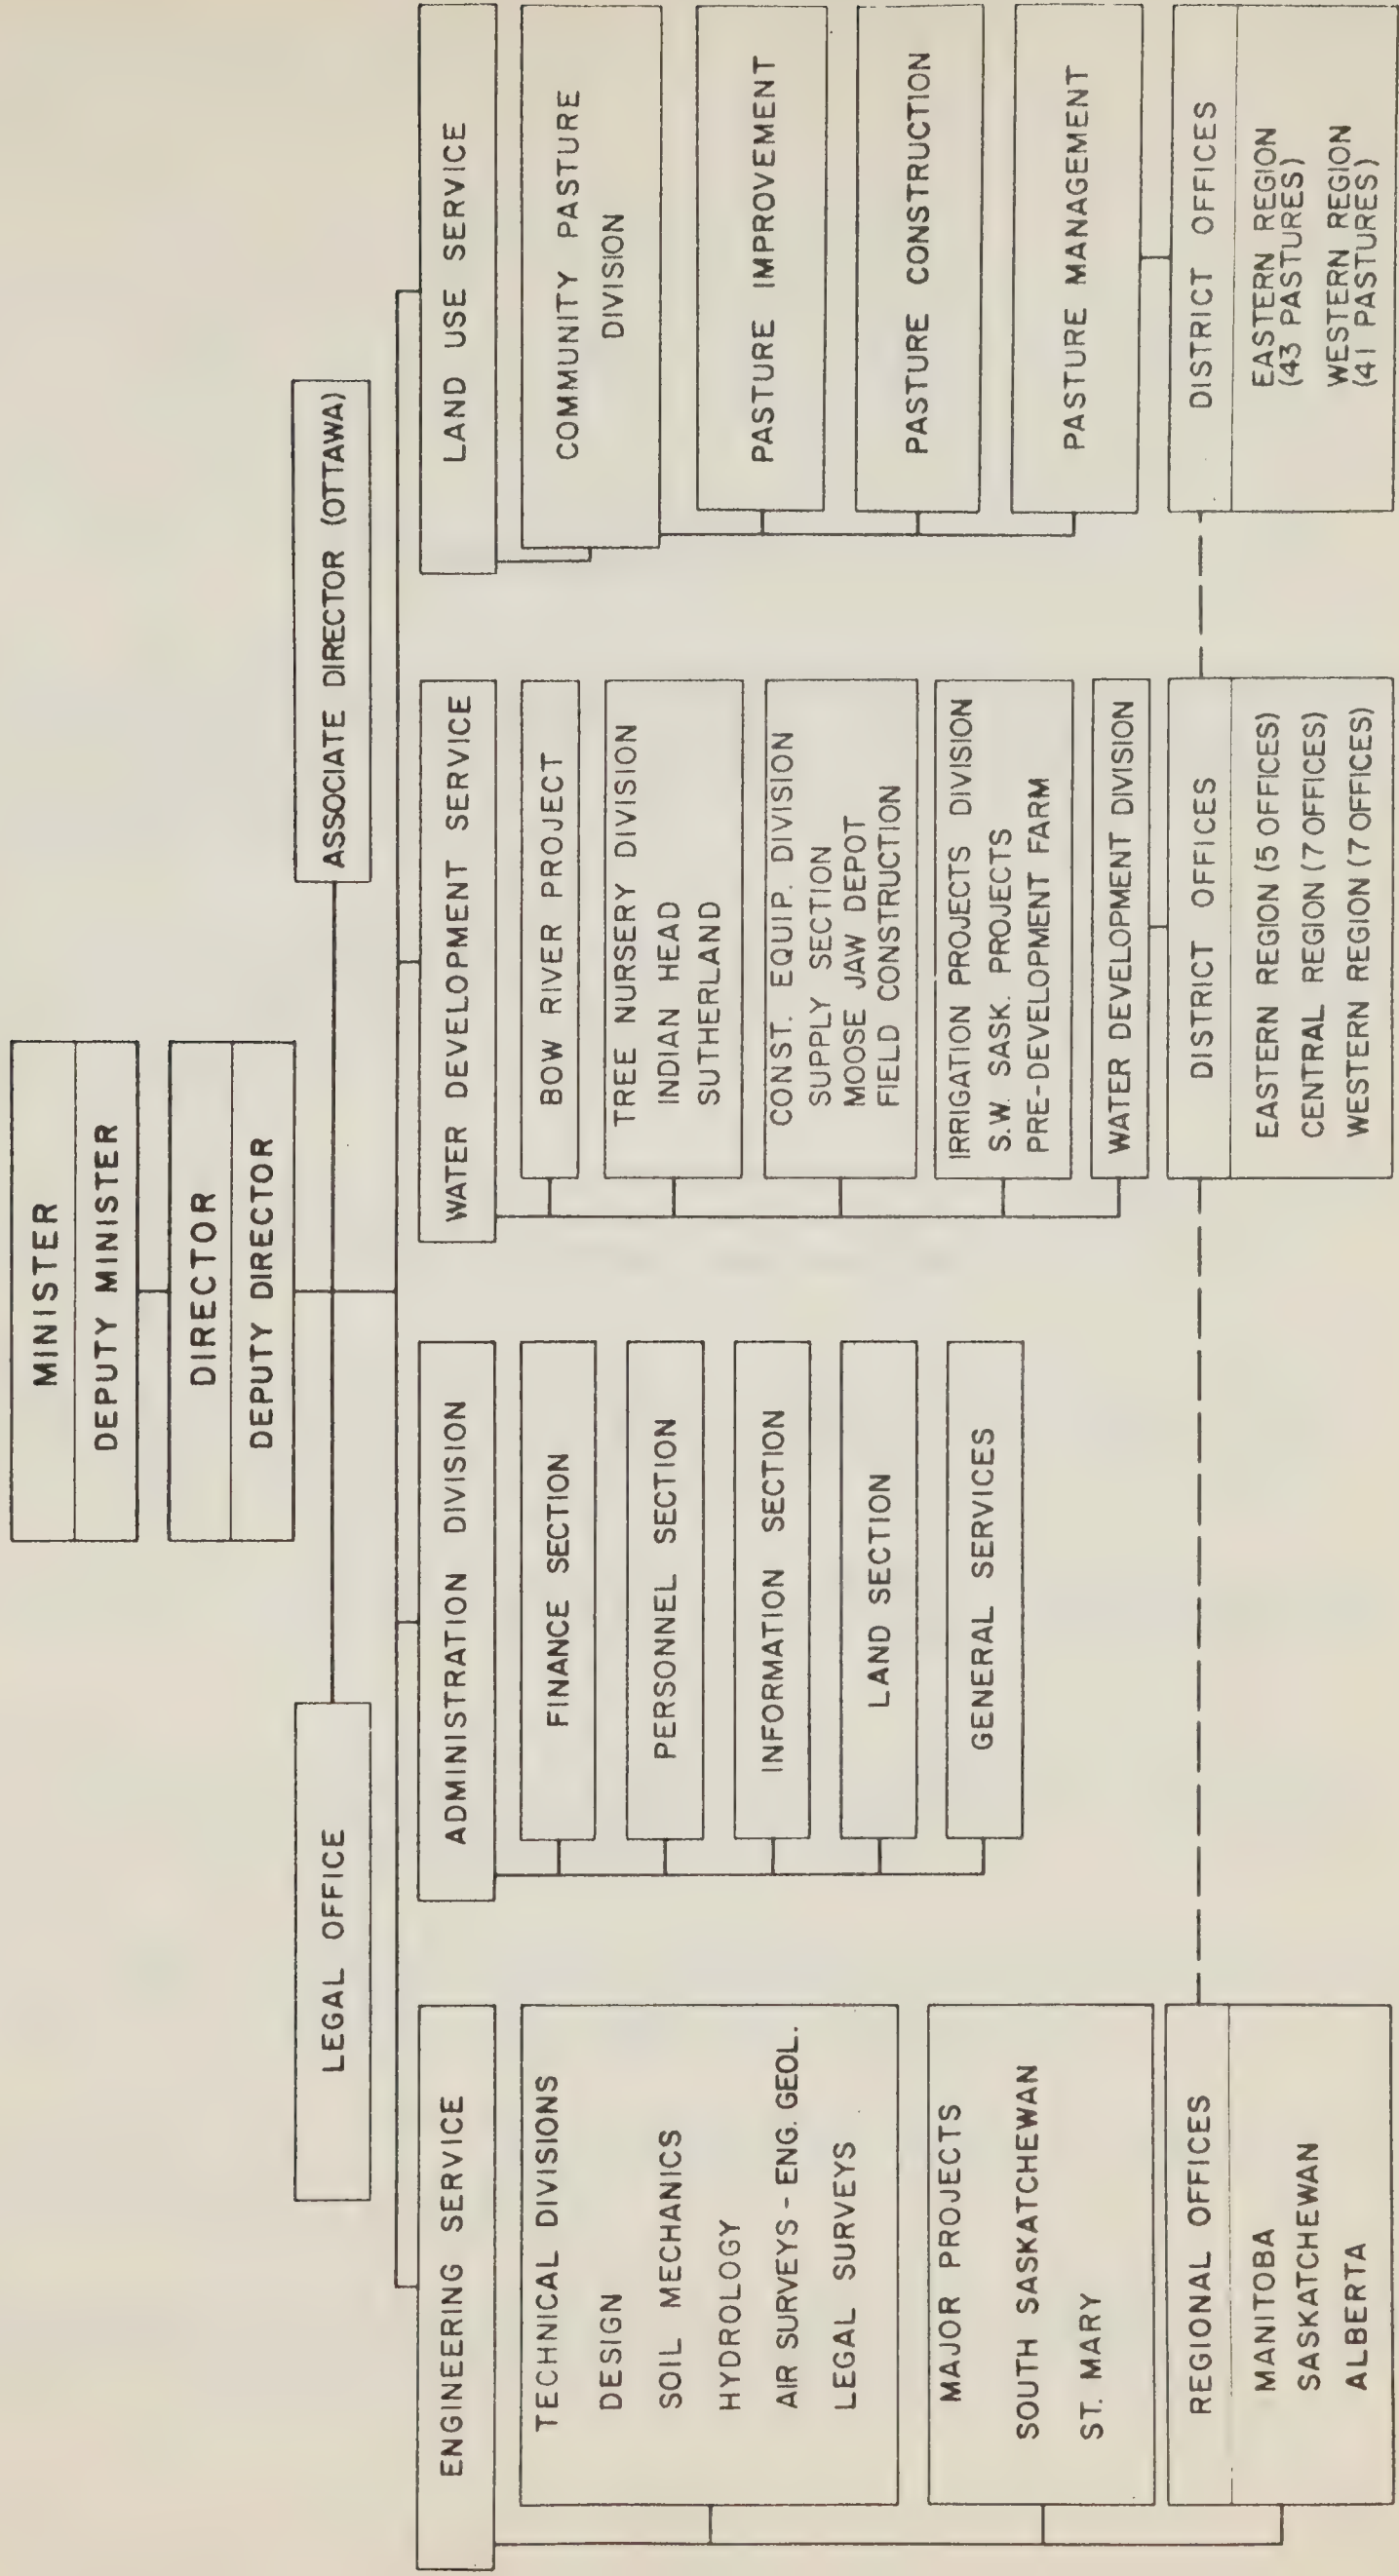 MINISTER
DEPUTY MINISTER
DIRECTOR
DEPUTY DIRECTOR
LEGAL OFFICE
ASSOCIATE DIRECTOR (OTTAWA)
ENGINEERING SERVICE
TECHNICAL DIVISIONS
DESIGN
SOIL MECHANICS
HYDROLOGY
AIR SURVEYS - ENG. GEOL.
LEGAL SURVEYS
MAJOR PROJECTS
SOUTH SASKATCHEWAN
ST. MARY
REGIONAL OFFICES
MANITOBA
SASKATCHEWAN
ALBERTA
ADMINISTRATION DIVISION
FINANCE SECTION
PERSONNEL SECTION
INFORMATION SECTION
LAND SECTION
GENERAL SERVICES
WATER DEVELOPMENT SERVICE
BOW RIVER PROJECT
TREE NURSERY DIVISION
INDIAN HEAD
SUTHERLAND
CONST. EQUIP. DIVISION
SUPPLY SECTION
MOOSE JAW DEPOT
FIELD CONSTRUCTION
IRRIGATION PROJECTS DIVISION
S.W. SASK. PROJECTS
PRE-DEVELOPMENT FARM
WATER DEVELOPMENT DIVISION
DISTRICT OFFICES
EASTERN REGION (5 OFFICES)
CENTRAL REGION (7 OFFICES)
WESTERN REGION (7 OFFICES)
LAND USE SERVICE
COMMUNITY PASTURE
DIVISION
PASTURE IMPROVEMENT
PASTURE CONSTRUCTION
PASTURE MANAGEMENT
DISTRICT OFFICES
EASTERN REGION
(43 PASTURES)
WESTERN REGION
(41 PASTURES)